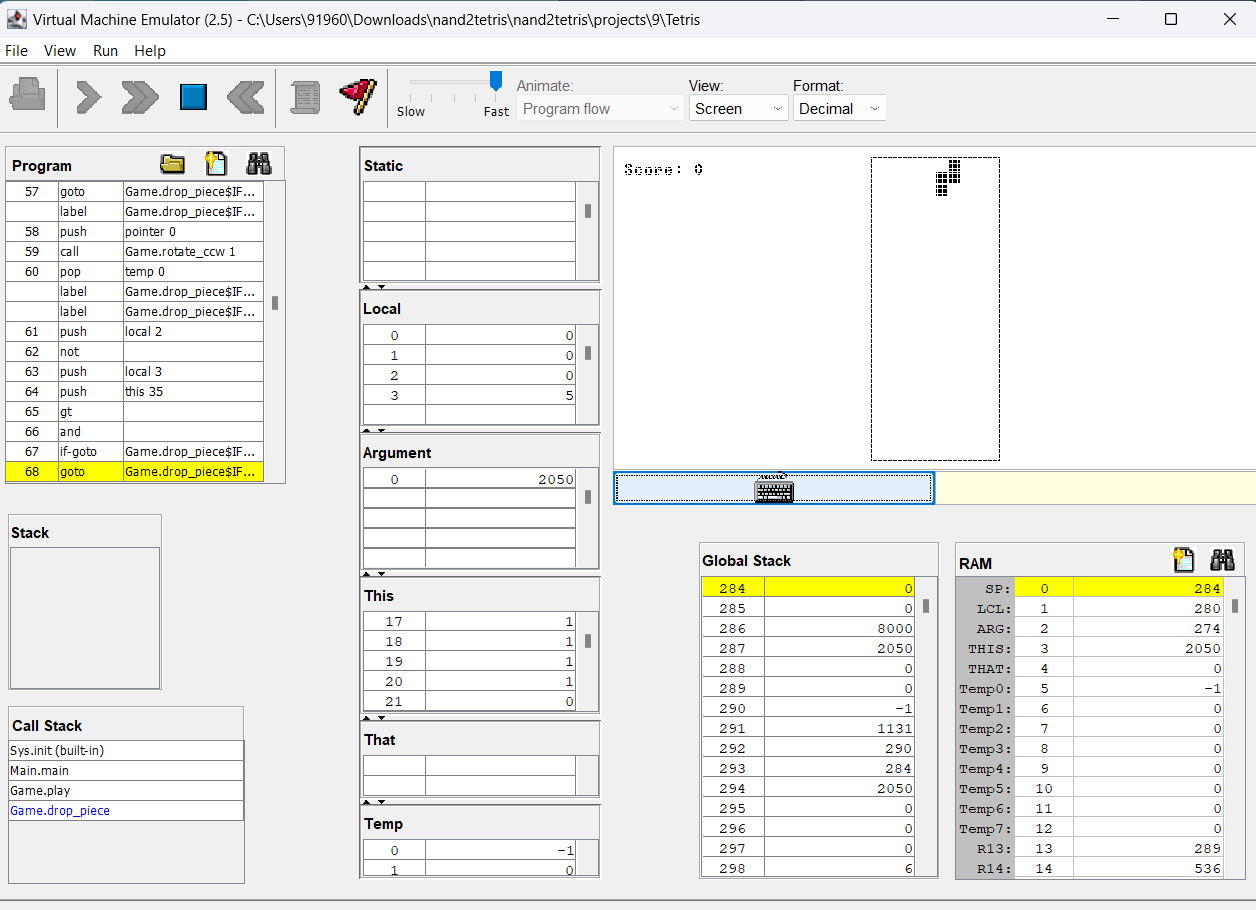 Virtual Machine Emulator (2.5) - C:\Users\91960\Downloads\nand2tetris\nand2tetris\projects\9\Tetris
File View Run Help
Slow Fast
Animate:
Program flow
View:
Screen
Format:
Decimal
Program
57 goto Game.drop_piece$IF...
label Game.drop_piece$IF...
58 push pointer 0
59 call Game.rotate_ccw 1
60 pop temp 0
label Game.drop_piece$IF...
label Game.drop_piece$IF...
61 push local 2
62 not
63 push local 3
64 push this 35
65 gt
66 and
67 if-goto Game.drop_piece$IF...
68 goto Game.drop_piece$IF...
Stack
Call Stack
Sys.init (built-in)
Main.main
Game.play
Game.drop_piece
Static
Local
0 0
1 0
2 0
3 5
Argument
0 2050
This
17 1
18 1
19 1
20 1
21 0
That
Temp
0 -1
1 0
Score: 0
Global Stack
284 0
285 0
286 8000
287 2050
288 0
289 0
290 -1
291 1131
292 290
293 284
294 2050
295 0
296 0
297 0
298 6
RAM
SP: 0 284
LCL: 1 280
ARG: 2 274
THIS: 3 2050
THAT: 4 0
Temp0: 5 -1
Temp1: 6 0
Temp2: 7 0
Temp3: 8 0
Temp4: 9 0
Temp5: 10 0
Temp6: 11 0
Temp7: 12 0
R13: 13 289
R14: 14 536